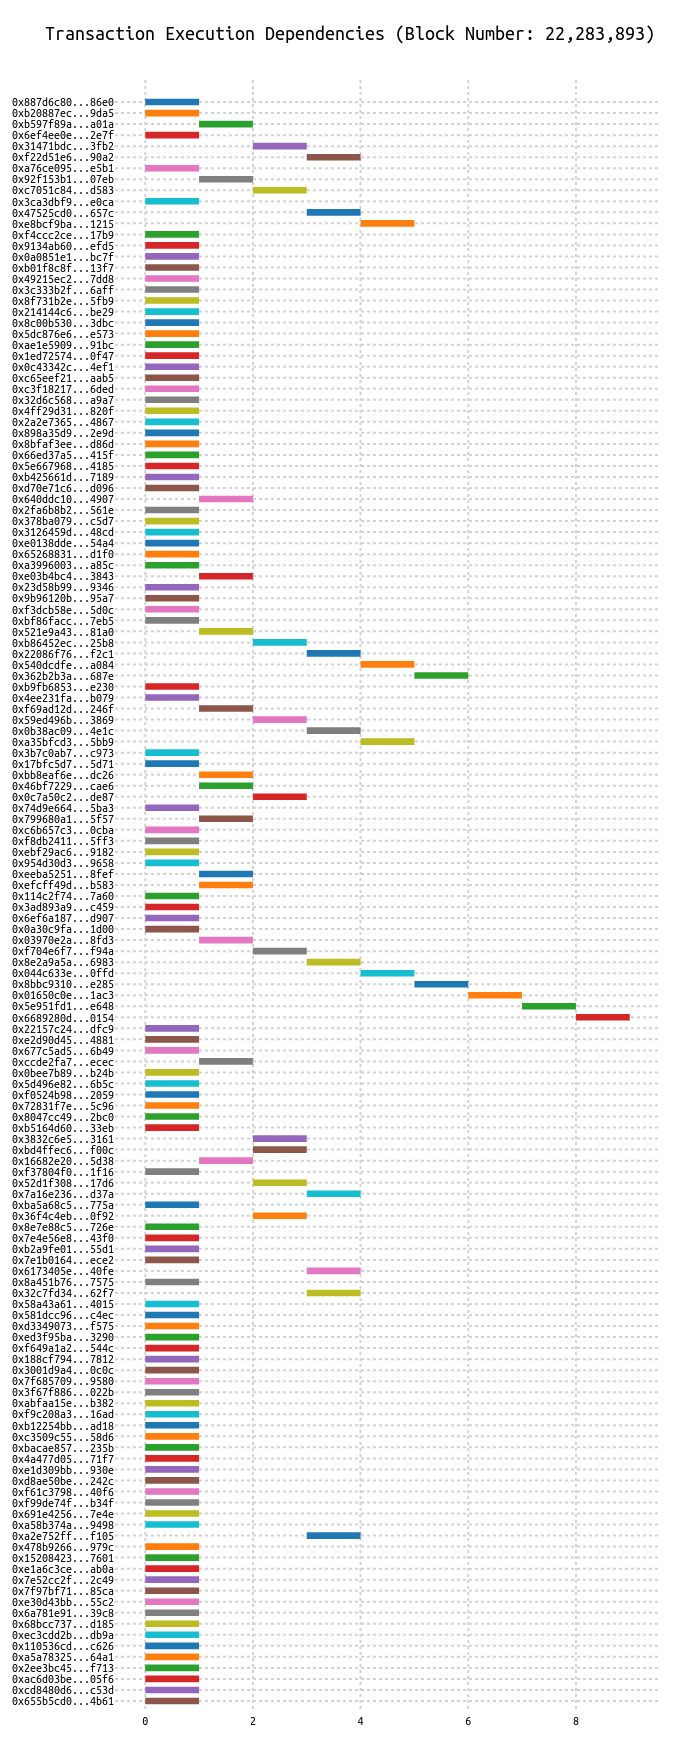 Transaction Execution Dependencies (Block Number: 22,283,893)
0x887d6c80...86e0
0xb20887ec...9da5
0xb597f89a...a01a
0x6ef4ee0e...2e7f
0x31471bdc...3fb2
0xf22d51e6...90a2
0xa76ce095...e5b1
0x92f153b1...07eb
0xc7051c84...d583
0x3ca3dbf9...e0ca
0x47525cd0...657c
0xe8bcf9ba...1215
0xf4ccc2ce...17b9
0x9134ab60...efd5
0x0a0851e1...bc7f
0xb01f8c8f...13f7
0x49215ec2...7dd8
0x3c333b2f...6aff
0x8f731b2e...5fb9
0x214144c6...be29
0x8c00b530...3dbc
0x5dc876e6...e573
0xae1e5909...91bc
0x1ed72574...0f47
0x0c43342c...4ef1
0xc65eef21...aab5
0xc3f18217...6ded
0x32d6c568...a9a7
0x4ff29d31...820f
0x2a2e7365...4867
0x898a35d9...2e9d
0x8bfaf3ee...d86d
0x66ed37a5...415f
0x5e667968...4185
0xb425661d...7189
0xd70e71c6...d096
0x640ddc10...4907
0x2fa6b8b2...561e
0x378ba079...c5d7
0x3126459d...48cd
0xe0138dde...54a4
0x65268831...d1f0
0xa3996003...a85c
0xe03b4bc4...3843
0x23d58b99...9346
0x9b96120b...95a7
0xf3dcb58e...5d0c
0xbf86facc...7eb5
0x521e9a43...81a0
0xb86452ec...25b8
0x22086f76...f2c1
0x540dcdfe...a084
0x362b2b3a...687e
0xb9fb6853...e230
0x4ee231fa...b079
0xf69ad12d...246f
0x59ed496b...3869
0x0b38ac09...4e1c
0xa35bfcd3...5bb9
0x3b7c0ab7...c973
0x17bfc5d7...5d71
0xbb8eaf6e...dc26
0x46bf7229...cae6
0x0c7a50c2...de87
0x74d9e664...5ba3
0x799680a1...5f57
0xc6b657c3...0cba
0xf8db2411...5ff3
0xebf29ac6...9182
0x954d30d3...9658
0xeeba5251...8fef
0xefcff49d...b583
0x114c2f74...7a60
0x3ad893a9...c459
0x6ef6a187...d907
0x0a30c9fa...1d00
0x03970e2a...8fd3
0xf704e6f7...f94a
0x8e2a9a5a...6983
0x044c633e...0ffd
0x8bbc9310...e285
0x01650c0e...1ac3
0x5e951fd1...e648
0x6689280d...0154
0x22157c24...dfc9
0xe2d90d45...4881
0x677c5ad5...6b49
0xccde2fa7...ecec
0x0bee7b89...b24b
0x5d496e82...6b5c
0xf0524b98...2059
0x72831f7e...5c96
0x8047cc49...2bc0
0xb5164d60...33eb
0x3832c6e5...3161
0xbd4ffec6...f00c
0x16682e20...5d38
0xf37804f0...1f16
0x52d1f308...17d6
0x7a16e236...d37a
0xba5a68c5...775a
0x36f4c4eb...0f92
0x8e7e88c5...726e
0x7e4e56e8...43f0
0xb2a9fe01...55d1
0x7e1b0164...ece2
0x6173405e...40fe
0x8a451b76...7575
0x32c7fd34...62f7
0x58a43a61...4015
0x581dcc96...c4ec
0xd3349073...f575
0xed3f95ba...3290
0xf649a1a2...544c
0x188cf794...7812
0x3001d9a4...0c0c
0x7f685709...9580
0x3f67f886...022b
0xabfaa15e...b382
0xf9c208a3...16ad
0xb12254bb...ad18
0xc3509c55...58d6
0xbacae857...235b
0x4a477d05...71f7
0xe1d309bb...930e
0xd8ae50be...242c
0xf61c3798...40f6
0xf99de74f...b34f
0x691e4256...7e4e
0xa58b374a...9498
0xa2e752ff...f105
0x478b9266...979c
0x15208423...7601
0xe1a6c3ce...ab0a
0x7e52cc2f...2c49
0x7f97bf71...85ca
0xe30d43bb...55c2
0x6a781e91...39c8
0x68bcc737...d185
0xec3cdd2b...db9a
0x110536cd...c626
0xa5a78325...64a1
0x2ee3bc45...f713
0xac6d03be...05f6
0xcd8480d6...c53d
0x655b5cd0...4b61
0 2 4 6 8